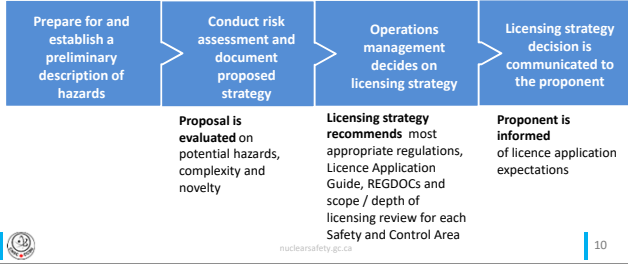 Prepare for and
establish a
preliminary
description of
hazards
Conduct risk
assessment and
document
proposed
strategy
Operations
management
decides on
licensing strategy
Licensing strategy
decision is
communicated to
the proponent
Proposal is
evaluated on
potential hazards,
complexity and
novelty
Licensing strategy
recommends most
appropriate regulations,
Licence Application
Guide, REGDOCs and
scope / depth of
licensing review for each
Safety and Control Area
Proponent is
informed
of licence application
expectations
nuclearsafety.gc.ca
10